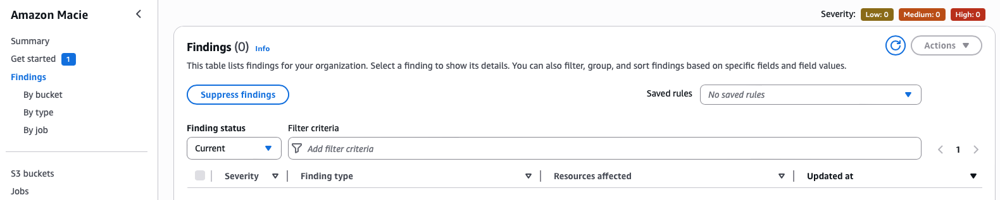 Amazon Macie
Summary
Get started 1
Findings
By bucket
By type
By job
S3 buckets
Jobs
Severity: Low: 0 Medium: 0 High: 0
Findings (0) Info
Actions
This table lists findings for your organization. Select a finding to show its details. You can also filter, group, and sort findings based on specific fields and field values.
Suppress findings
Saved rules No saved rules
Finding status Filter criteria
Current Add filter criteria 1
Severity Finding type Resources affected Updated at